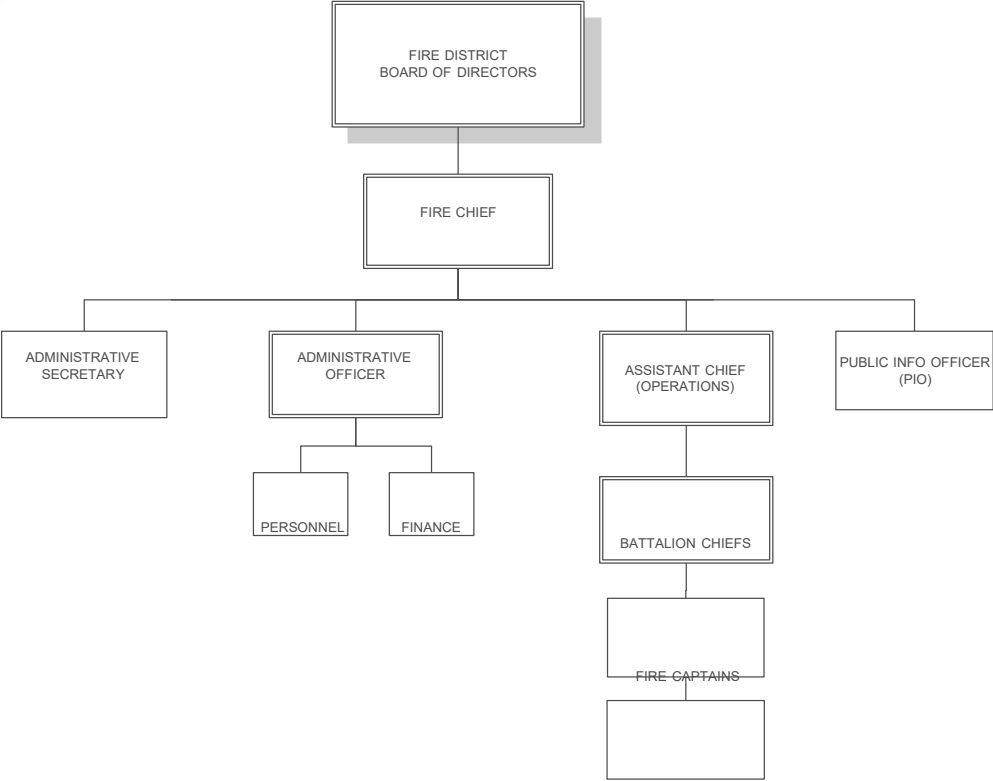 FIRE DISTRICT
BOARD OF DIRECTORS
FIRE CHIEF
ADMINISTRATIVE
SECRETARY
ADMINISTRATIVE
OFFICER
ASSISTANT CHIEF
(OPERATIONS)
PUBLIC INFO OFFICER
(PIO)
PERSONNEL
FINANCE
BATTALION CHIEFS
FIRE CAPTAINS